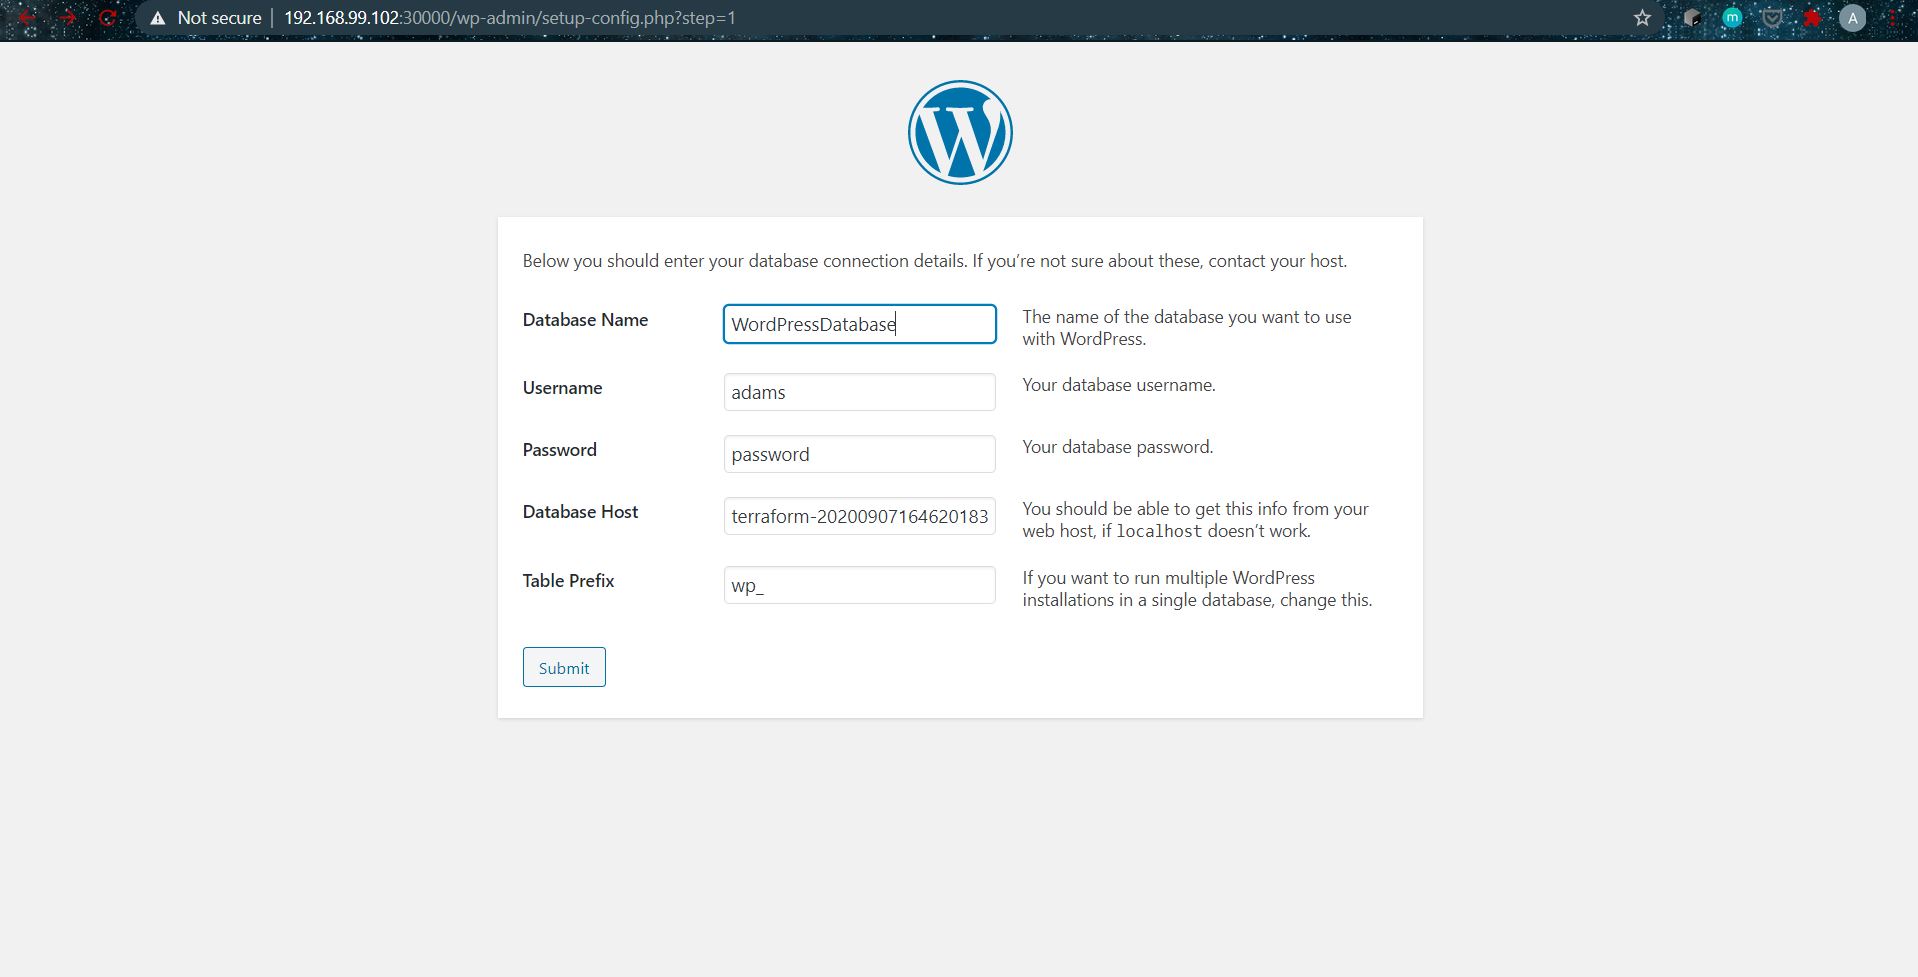 Not secure | 192.168.99.102:30000/wp-admin/setup-config.php?step=1
m
A
W
Below you should enter your database connection details. If you’re not sure about these, contact your host.
Database Name
WordPressDatabase
The name of the database you want to use
with WordPress.
Username
adams
Your database username.
Password
password
Your database password.
Database Host
terraform-20200907164620183
You should be able to get this info from your
web host, if localhost doesn’t work.
Table Prefix
wp_
If you want to run multiple WordPress
installations in a single database, change this.
Submit